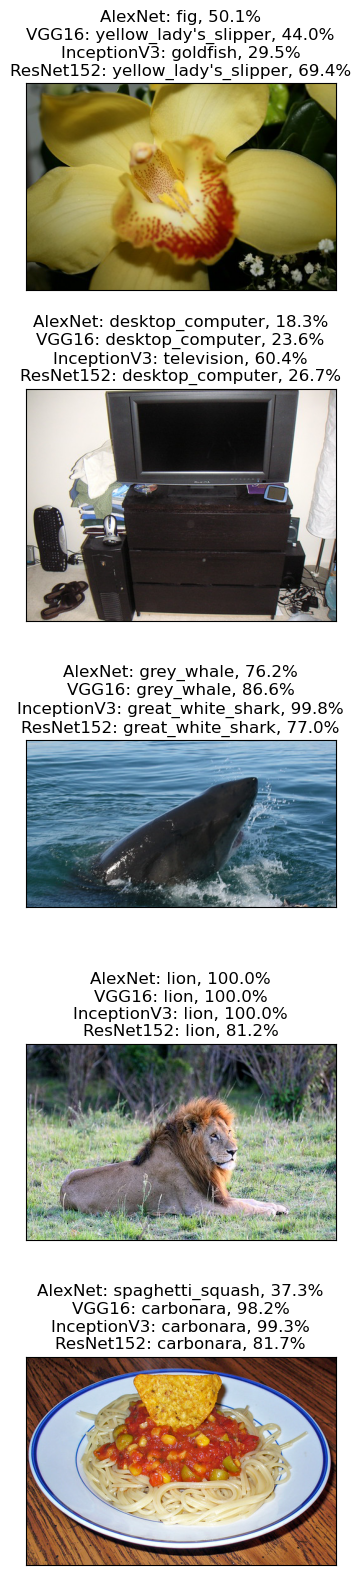 AlexNet: fig, 50.1%
VGG16: yellow_lady's_slipper, 44.0%
InceptionV3: goldfish, 29.5%
ResNet152: yellow_lady's_slipper, 69.4%
AlexNet: desktop_computer, 18.3%
VGG16: desktop_computer, 23.6%
InceptionV3: television, 60.4%
ResNet152: desktop_computer, 26.7%
AlexNet: grey_whale, 76.2%
VGG16: grey_whale, 86.6%
InceptionV3: great_white_shark, 99.8%
ResNet152: great_white_shark, 77.0%
AlexNet: lion, 100.0%
VGG16: lion, 100.0%
InceptionV3: lion, 100.0%
ResNet152: lion, 81.2%
AlexNet: spaghetti_squash, 37.3%
VGG16: carbonara, 98.2%
InceptionV3: carbonara, 99.3%
ResNet152: carbonara, 81.7%